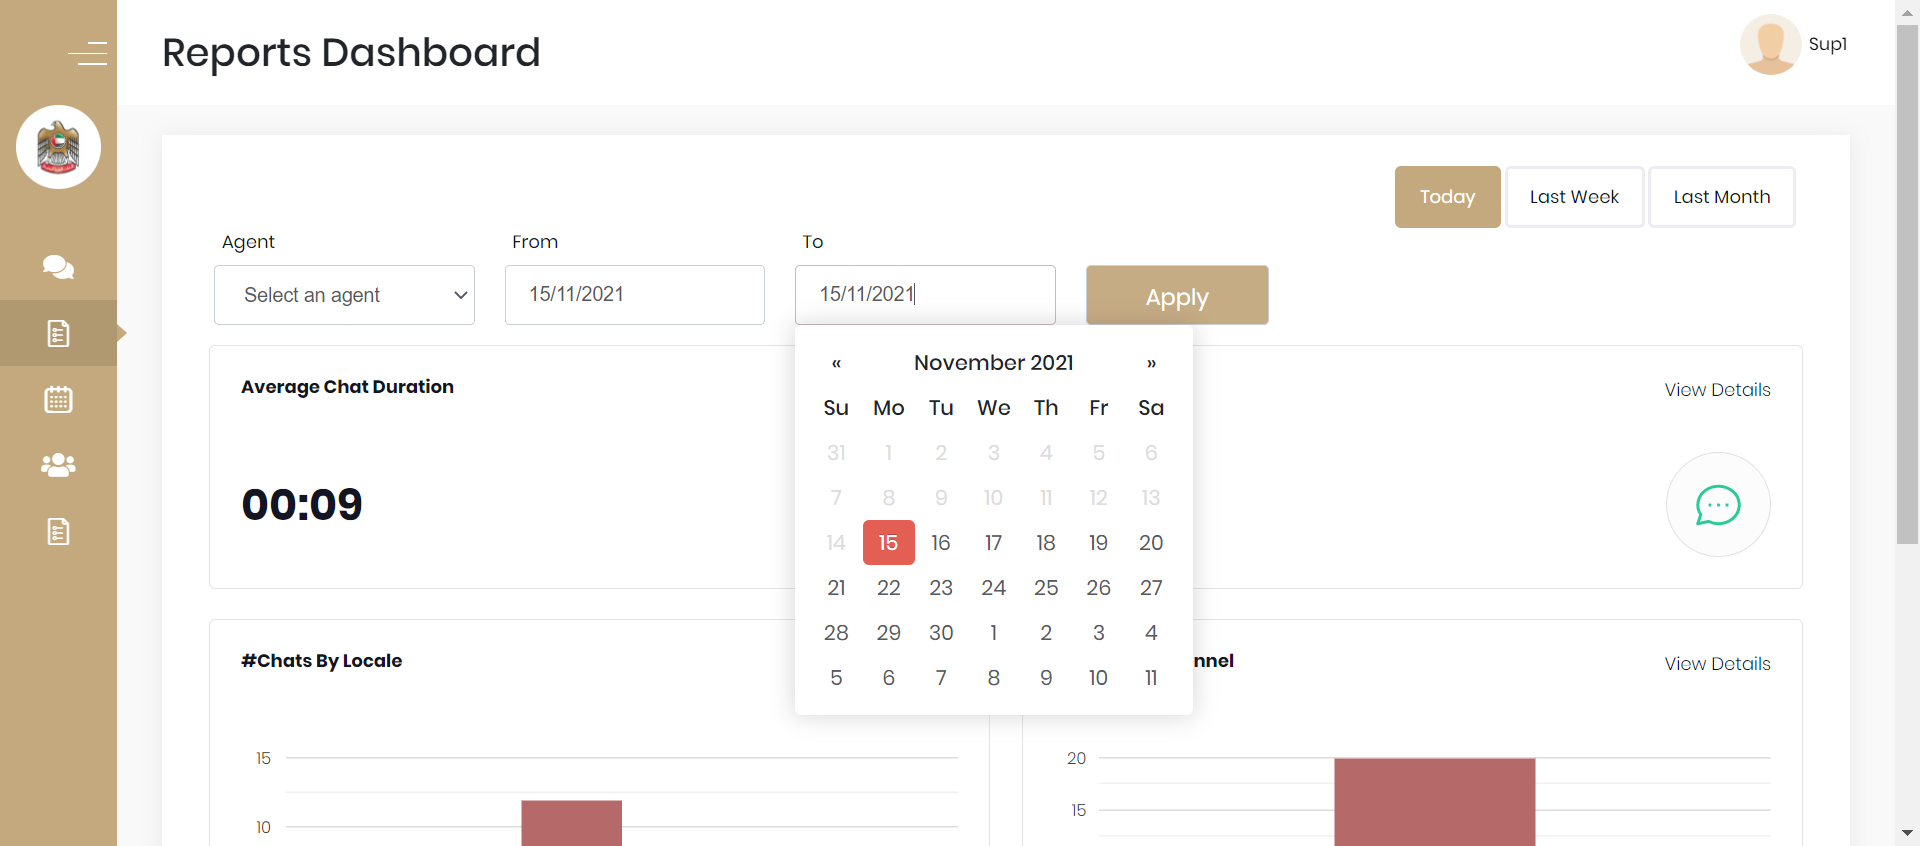 Reports Dashboard
Sup1
Today
Last Week
Last Month
Agent
From
To
Select an agent
15/11/2021
15/11/2021
Apply
Average Chat Duration
View Details
00:09
« November 2021 »
Su Mo Tu We Th Fr Sa
31 1 2 3 4 5 6
7 8 9 10 11 12 13
14 15 16 17 18 19 20
21 22 23 24 25 26 27
28 29 30 1 2 3 4
5 6 7 8 9 10 11
#Chats By Locale
nnel
View Details
15
10
20
15